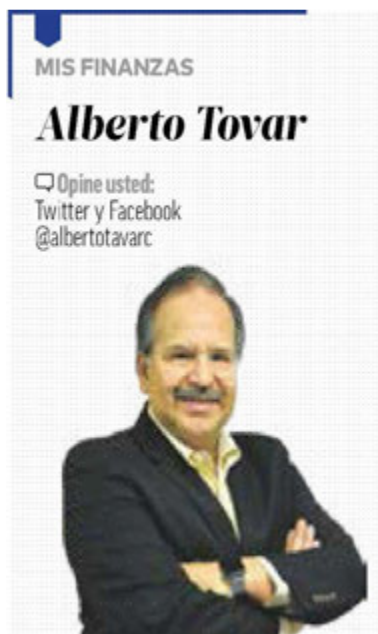 MIS FINANZAS
Alberto Tovar
Opine usted:
Twitter y Facebook
@albertotavarc